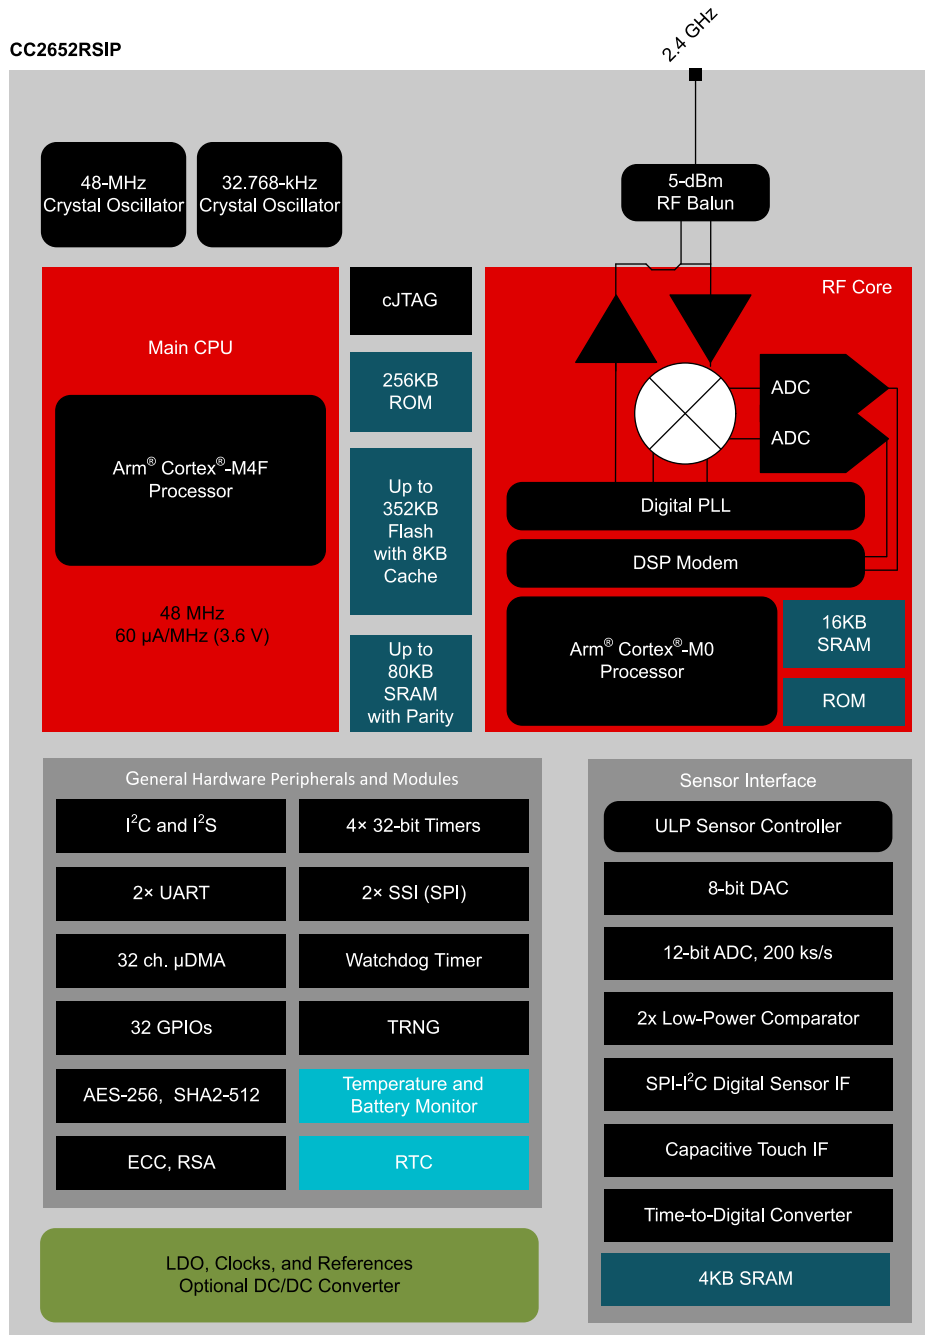 CC2652RSIP
2.4 GHz
48-MHz
Crystal Oscillator
32.768-kHz
Crystal Oscillator
5-dBm
RF Balun
Main CPU
Arm® Cortex®-M4F
Processor
48 MHz
60 µA/MHz (3.6 V)
cJTAG
256KB
ROM
Up to
352KB
Flash
with 8KB
Cache
Up to
80KB
SRAM
with Parity
RF Core
ADC
ADC
Digital PLL
DSP Modem
Arm® Cortex®-M0
Processor
16KB
SRAM
ROM
General Hardware Peripherals and Modules
I²C and I²S
4× 32-bit Timers
2× UART
2× SSI (SPI)
32 ch. µDMA
Watchdog Timer
32 GPIOs
TRNG
AES-256, SHA2-512
Temperature and
Battery Monitor
ECC, RSA
RTC
LDO, Clocks, and References
Optional DC/DC Converter
Sensor Interface
ULP Sensor Controller
8-bit DAC
12-bit ADC, 200 ks/s
2x Low-Power Comparator
SPI-I²C Digital Sensor IF
Capacitive Touch IF
Time-to-Digital Converter
4KB SRAM